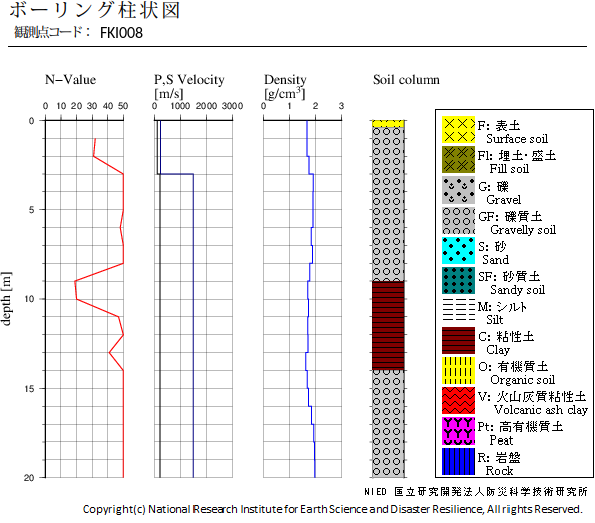 ボーリング柱状図
観測点コード： FKI008
N-Value
P,S Velocity
[m/s]
Density
[g/cm³]
Soil column
0 10 20 30 40 50
0 1000 2000 3000
0 1 2 3
0
5
10
15
20
depth [m]
F: 表土
Surface soil
Fl: 埋土・盛土
Fill soil
G: 礫
Gravel
GF: 礫質土
Gravelly soil
S: 砂
Sand
SF: 砂質土
Sandy soil
M: シルト
Silt
C: 粘性土
Clay
O: 有機質土
Organic soil
V: 火山灰質粘性土
Volcanic ash clay
Pt: 高有機質土
Peat
R: 岩盤
Rock
NIED 国立研究開発法人防災科学技術研究所
Copyright(c) National Research Institute for Earth Science and Disaster Resilience, All rights Reserved.